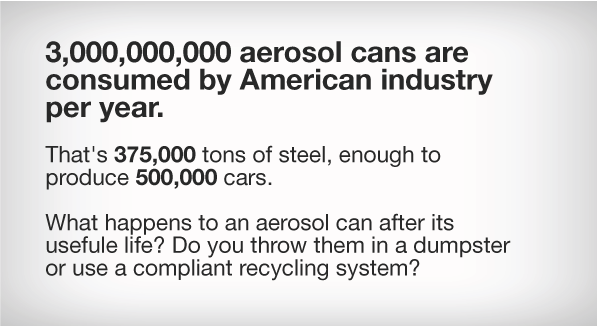 3,000,000,000 aerosol cans are
consumed by American industry
per year.
That's 375,000 tons of steel, enough to
produce 500,000 cars.
What happens to an aerosol can after its
usefule life? Do you throw them in a dumpster
or use a compliant recycling system?